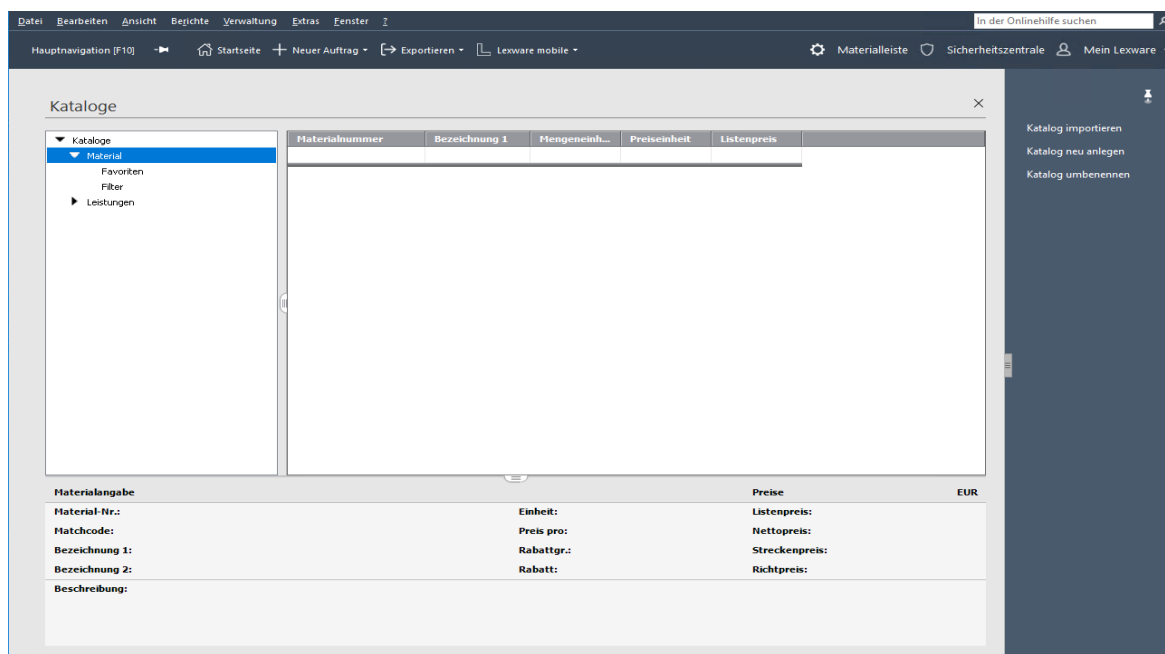 Datei Bearbeiten Ansicht Berichte Verwaltung Extras Fenster ? In der Onlinehilfe suchen
Hauptnavigation [F10] Startseite Neuer Auftrag Exportieren Lexware mobile Materialleiste Sicherheitszentrale Mein Lexware
Kataloge
Kataloge
Material
Favoriten
Filter
Leistungen
Materialnummer Bezeichnung 1 Mengeneinh... Preiseinheit Listenpreis
Katalog importieren
Katalog neu anlegen
Katalog umbenennen
Materialangabe Preise EUR
Material-Nr.: Einheit: Listenpreis:
Matchcode: Preis pro: Nettopreis:
Bezeichnung 1: Rabattgr.: Streckenpreis:
Bezeichnung 2: Rabatt: Richtpreis:
Beschreibung: